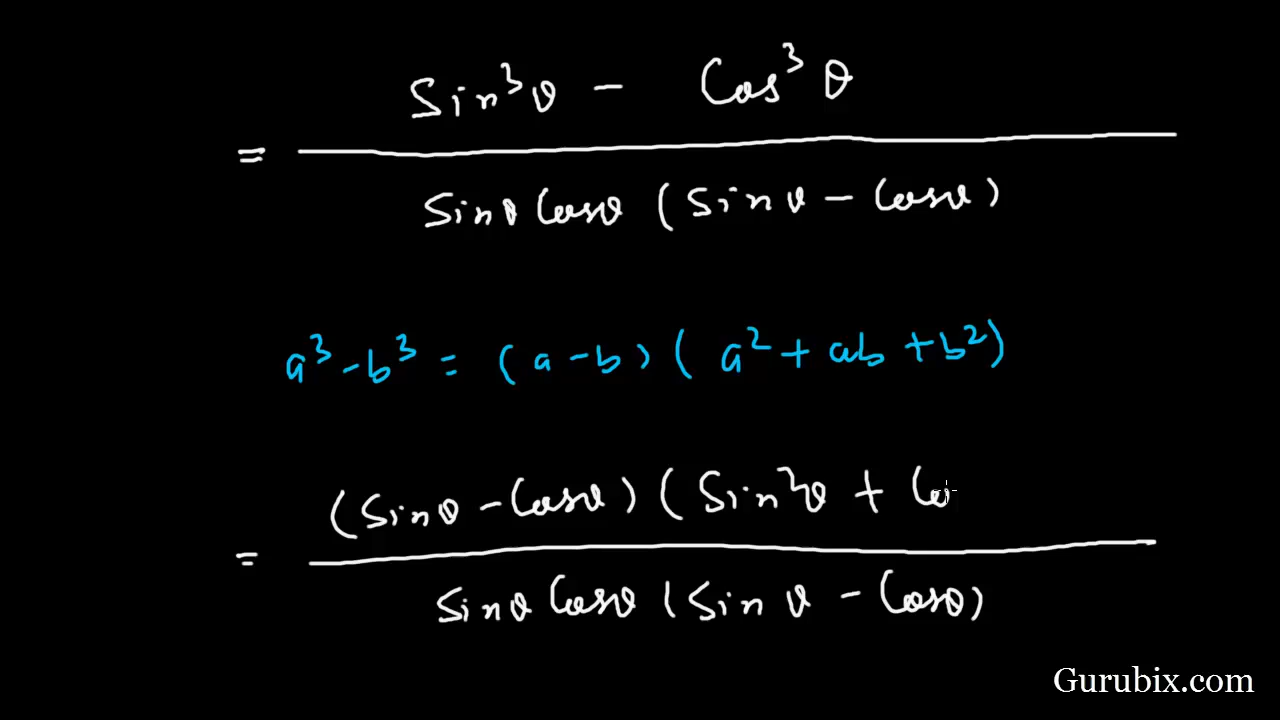 Sin³θ - Cos³θ
= ―――――――――
Sinθ Cosθ (Sinθ - Cosθ)
a³ - b³ = (a - b) (a² + ab + b²)
(Sinθ - Cosθ) (Sin²θ + Co
= ―――――――――
Sinθ Cosθ (Sinθ - Cosθ)
Gurubix.com